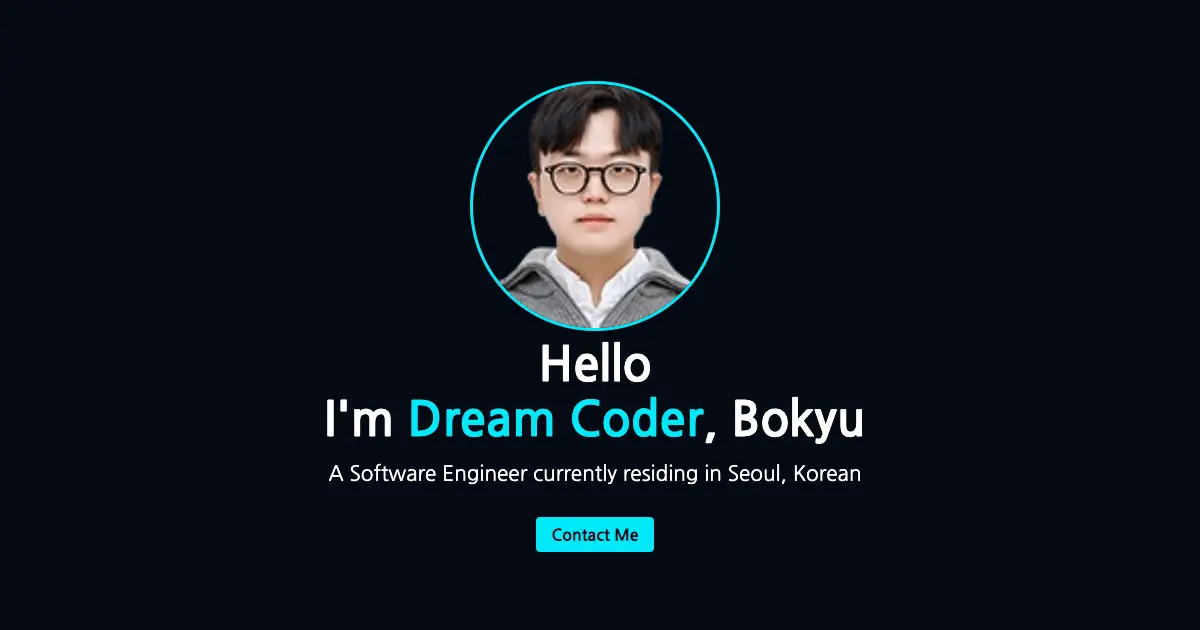 Hello
I'm Dream Coder, Bokyu
A Software Engineer currently residing in Seoul, Korean
Contact Me